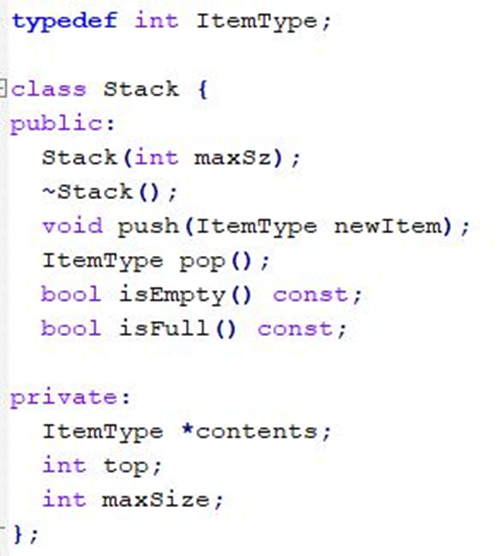 typedef int ItemType;
class Stack {
public:
Stack(int maxSz);
~Stack();
void push(ItemType newItem);
ItemType pop();
bool isEmpty() const;
bool isFull() const;
private:
ItemType *contents;
int top;
int maxSize;
};